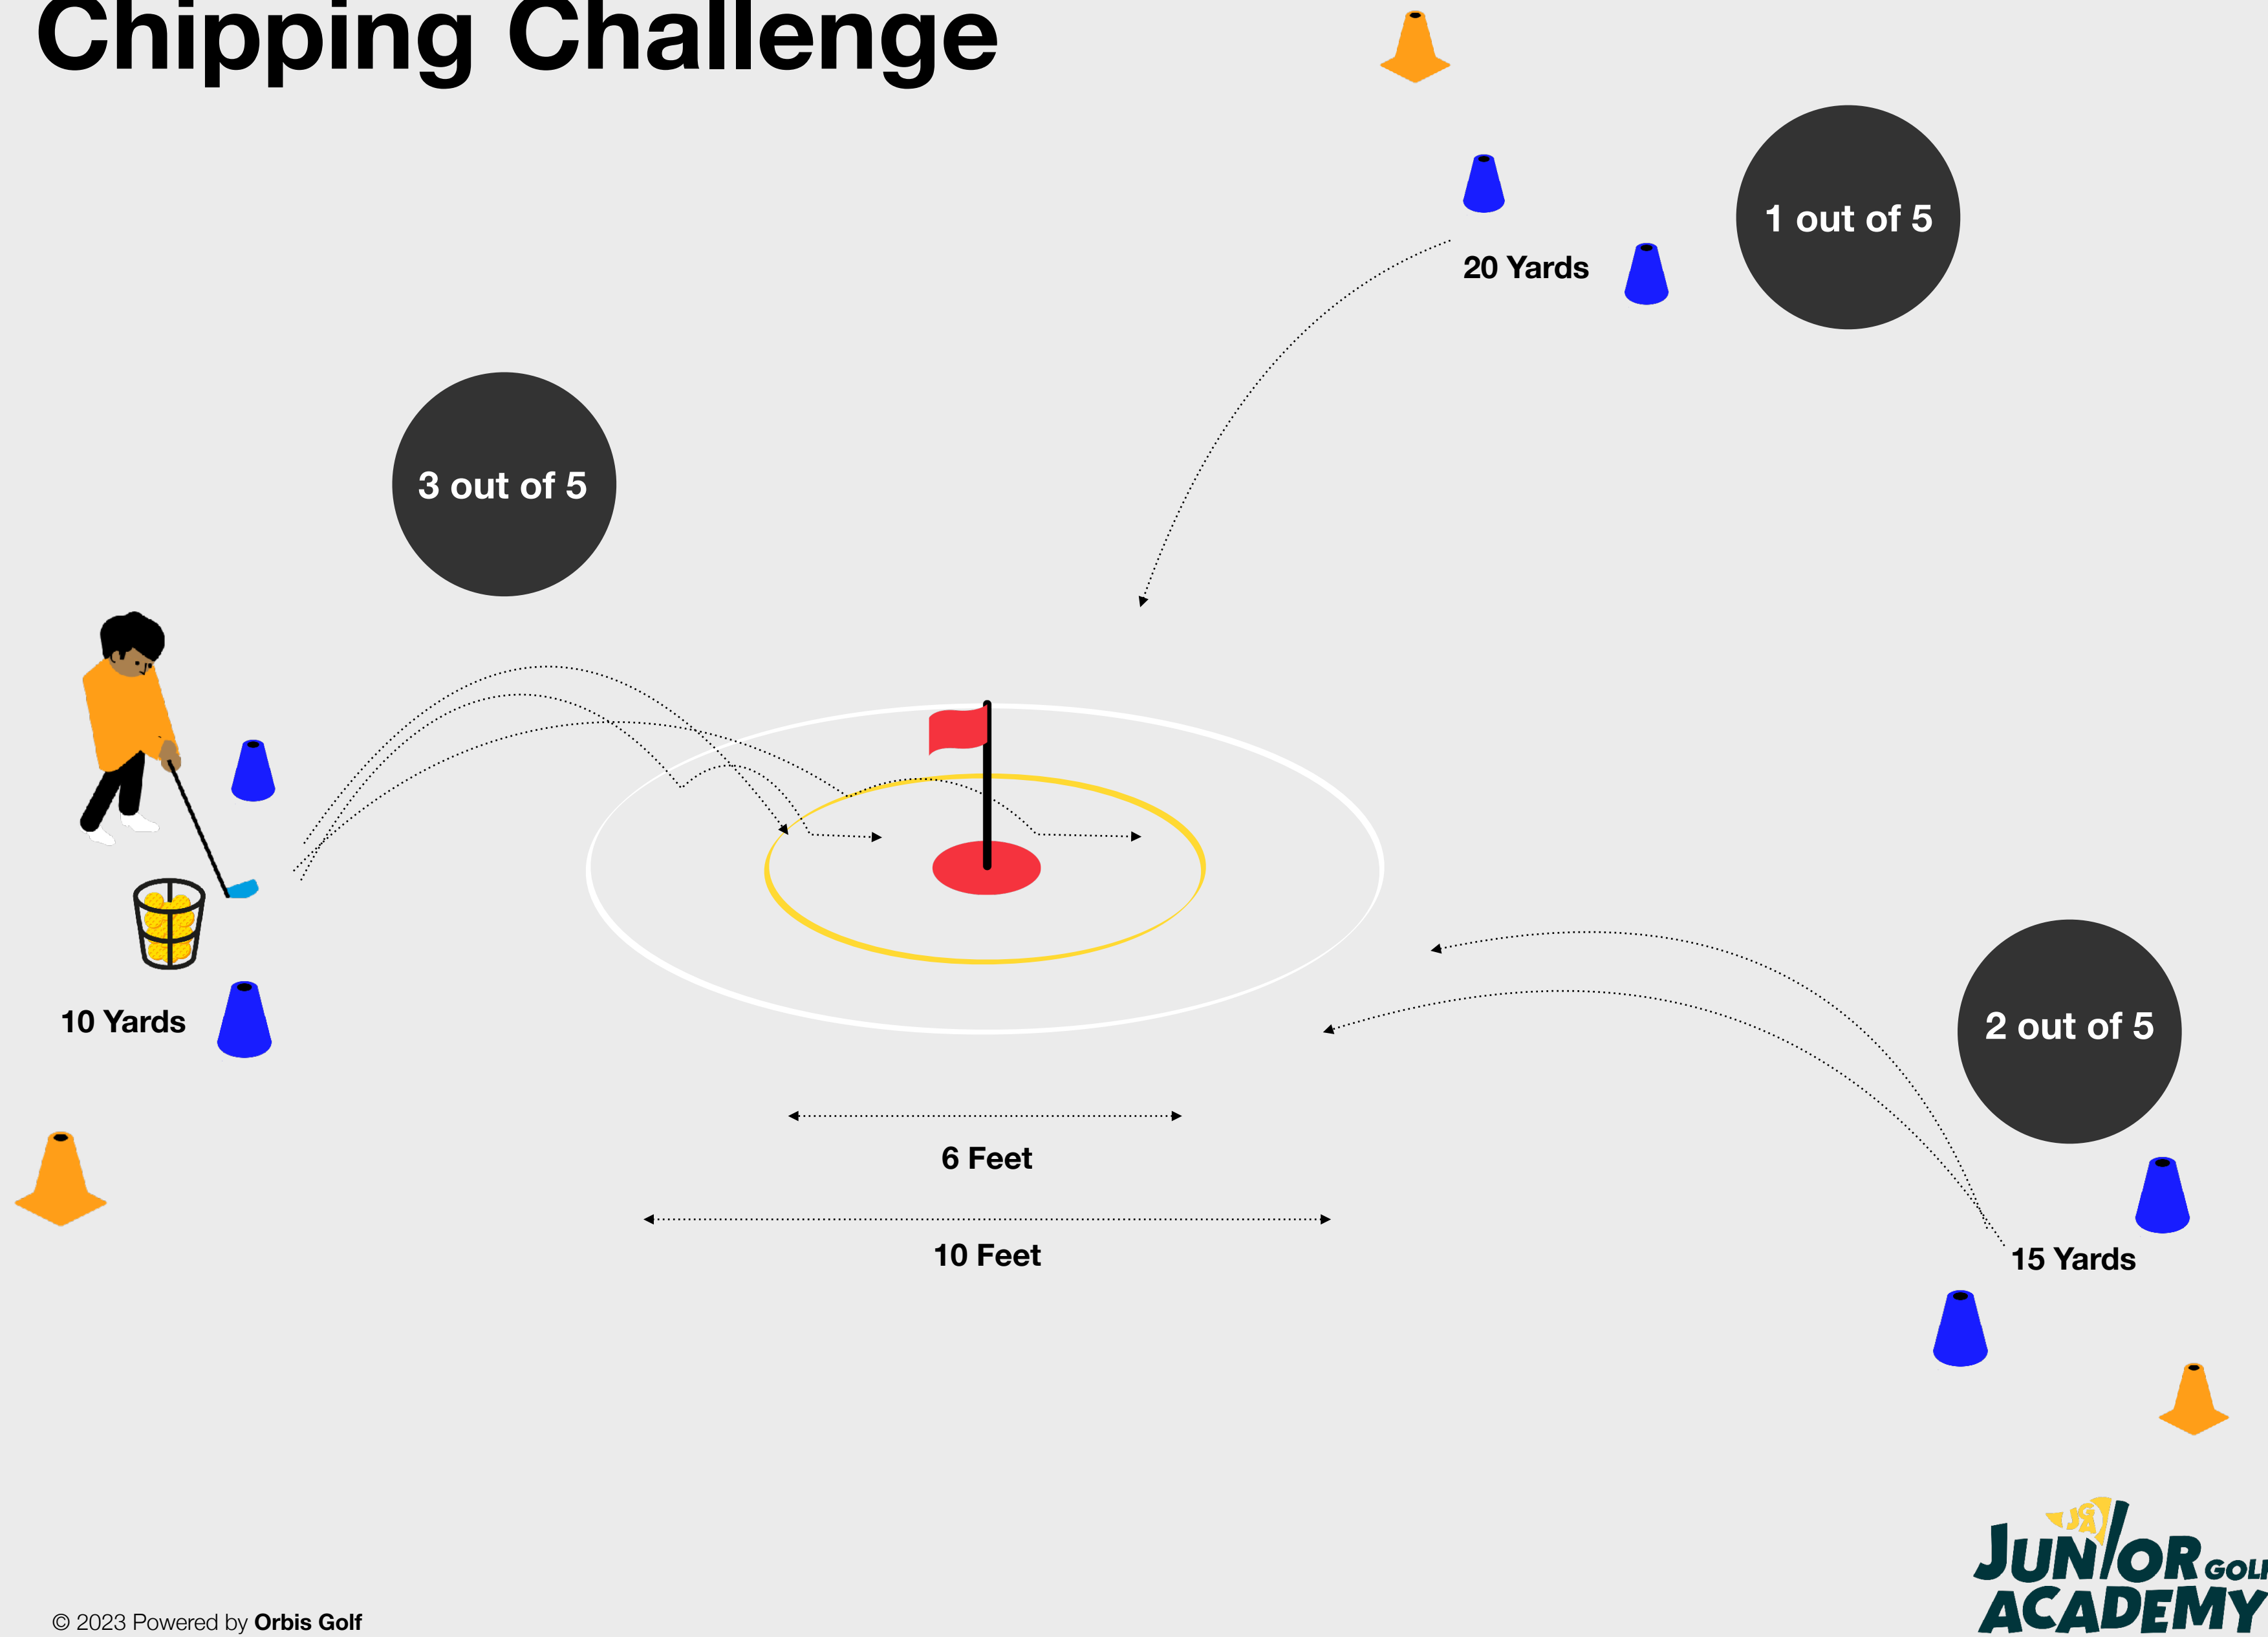 Chipping Challenge
1 out of 5
20 Yards
3 out of 5
10 Yards
2 out of 5
6 Feet
10 Feet
15 Yards
JGA
JUNIOR GOLF
ACADEMY
© 2023 Powered by Orbis Golf